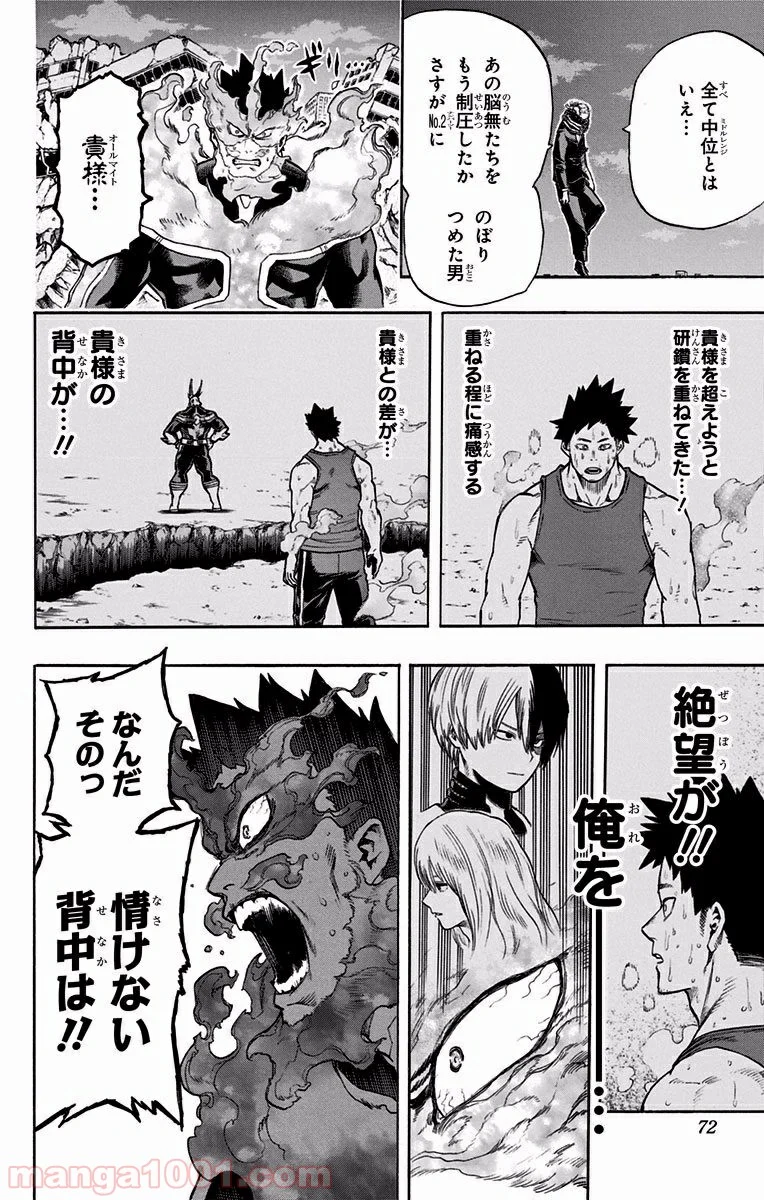 全て中位とは
いえ…
あの脳無たちを
もう制圧したか
さすがNo.2に
のぼり
つめた男
ギリ
貴様…
貴様を超えようと
研鑽を重ねてきた…!
重ねる程に痛感する
貴様との差が…
貴様の
背中が…!!
絶望が!!
俺を…
なんだ
そのっ
情けない
背中は!!
72
manga1001.com